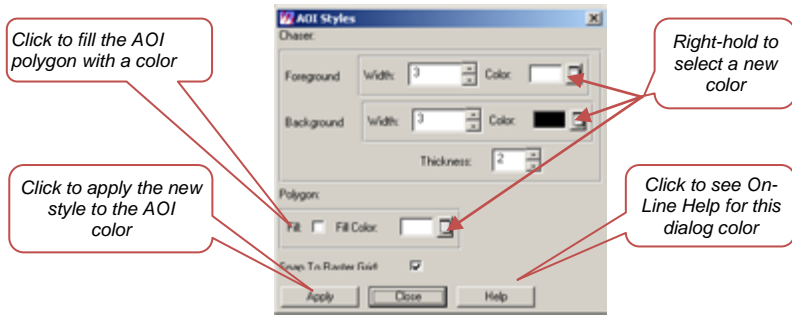 AOI Styles
Chaser:
Foreground Width: 3 Color:
Background Width: 3 Color:
Thickness: 2
Polygon:
Fill: Fill Color:
Snap To Raster Grid:
Apply Close Help
Click to fill the AOI
polygon with a color
Click to apply the new
style to the AOI
color
Right-hold to
select a new
color
Click to see On-
Line Help for this
dialog color